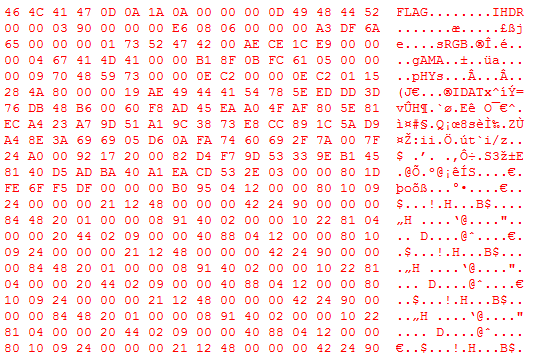 46 4C 41 47 0D 0A 1A 0A 00 00 00 0D 49 48 44 52 FLAG........IHDR
00 00 03 90 00 00 00 E6 08 06 00 00 00 A3 DF 6A .......æ.....£ßj
65 00 00 00 01 73 52 47 42 00 AE CE 1C E9 00 00 e....sRGB.®Î.é..
00 04 67 41 4D 41 00 00 B1 8F 0B FC 61 05 00 00 ..gAMA..±..üa...
00 09 70 48 59 73 00 00 0E C2 00 00 0E C2 01 15 ..pHYs...Â...Â..
28 4A 80 00 00 19 AE 49 44 41 54 78 5E ED DD 3D (J€...®IDATx^íÝ=
76 DB 48 B6 00 60 F8 AD 45 EA A0 4F AF 80 5E 81 vÛH¶.`ø.Eê O¯€^.
EC A4 23 A7 9D 51 A1 9C 38 73 E8 CC 89 1C 5A D9 ì¤#§.Q¡œ8sèÌ‰.ZÙ
A4 8E 3A 69 69 05 D6 0A FA 74 60 69 2F 7A 00 7F ¤Ž:ii.Ö.út`i/z..
24 A0 00 92 17 20 00 82 D4 F7 9D 53 33 9E B1 45 $ .’. .‚Ô÷.S3ž±E
81 40 D5 AD BA 40 A1 EA CD 53 2E 03 00 00 80 1D .@Õ.º@¡êÍS....€.
FE 6F F5 DF 00 00 00 B0 95 04 12 00 00 80 10 09 þoõß...°•....€..
24 00 00 00 21 12 48 00 00 00 42 24 90 00 00 00 $...!.H...B$....
84 48 20 01 00 00 08 91 40 02 00 00 10 22 81 04 „H ....‘@...."..
00 00 20 44 02 09 00 00 40 88 04 12 00 00 80 10 .. D....@ˆ....€.
09 24 00 00 00 21 12 48 00 00 00 42 24 90 00 00 .$...!.H...B$...
00 84 48 20 01 00 00 08 91 40 02 00 00 10 22 81 .„H ....‘@....".
04 00 00 20 44 02 09 00 00 40 88 04 12 00 00 80 ... D....@ˆ....€
10 09 24 00 00 00 21 12 48 00 00 00 42 24 90 00 ..$...!.H...B$..
00 00 84 48 20 01 00 00 08 91 40 02 00 00 10 22 ..„H ....‘@...."
81 04 00 00 20 44 02 09 00 00 40 88 04 12 00 00 .... D....@ˆ....
80 10 09 24 00 00 00 21 12 48 00 00 00 42 24 90 €..$...!.H...B$.